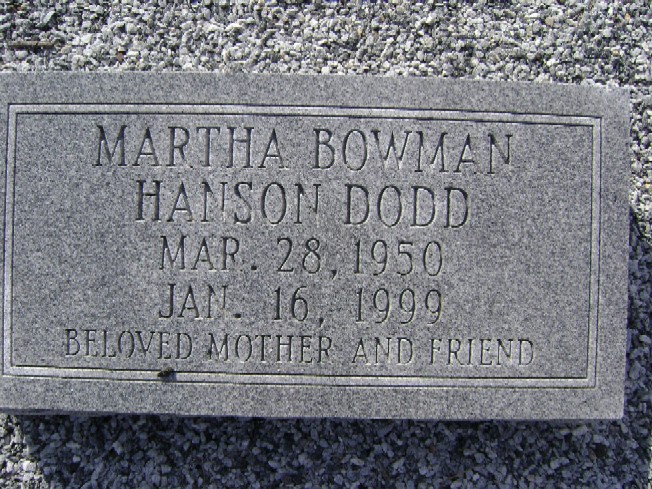 MARTHA BOWMAN
HANSON DODD
MAR. 28, 1950
JAN. 16, 1999
BELOVED MOTHER AND FRIEND